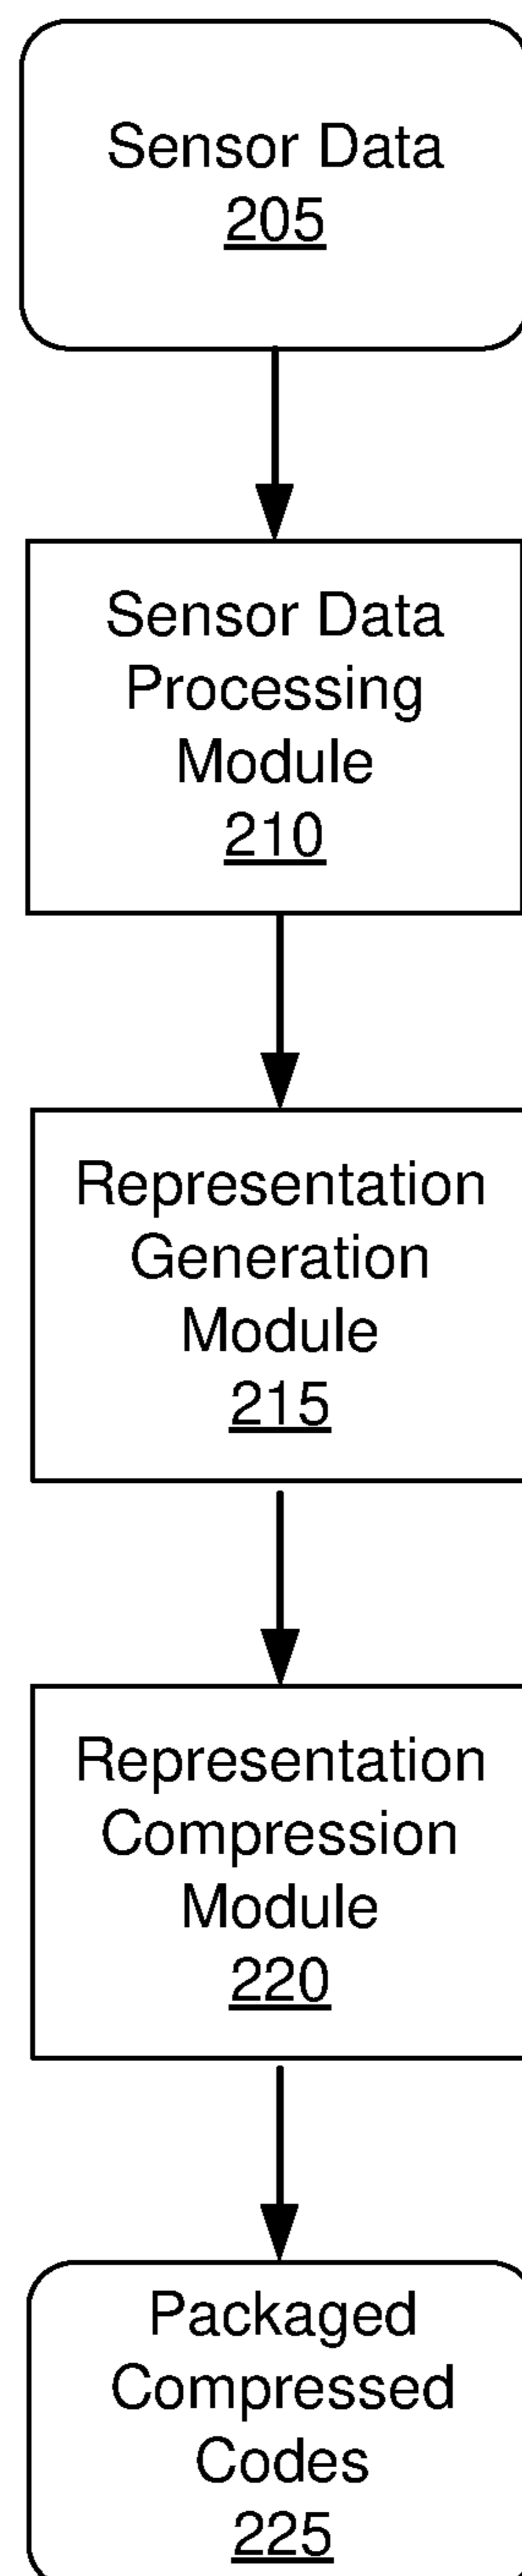 Sensor Data
205
Sensor Data
Processing
Module
210
Representation
Generation
Module
215
Representation
Compression
Module
220
Packaged
Compressed
Codes
225